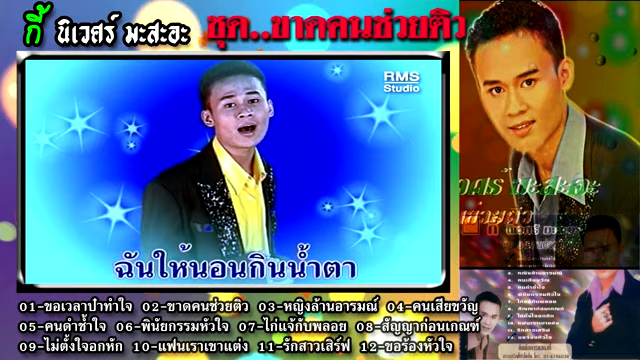 กี้ นิเวศร์ มะสะอะ ชุด..ขาดคนช่วยติว
RMS
Studio
ฉันให้นอนกินน้ำตา
01-ขอเวลาป๋าทำใจ 02-ขาดคนช่วยติว 03-หญิงล้านอารมณ์ 04-คนเสียขวัญ
05-คนดำช้ำใจ 06-พินัยกรรมหัวใจ 07-ไก่แจ้กับพลอย 08-สัญญาก่อนเกณฑ์
09-ไม่ตั้งใจอกหัก 10-แฟนเราเขาแต่ง 11-รักสาวเสิร์ฟ 12-ขอร้องหัวใจ